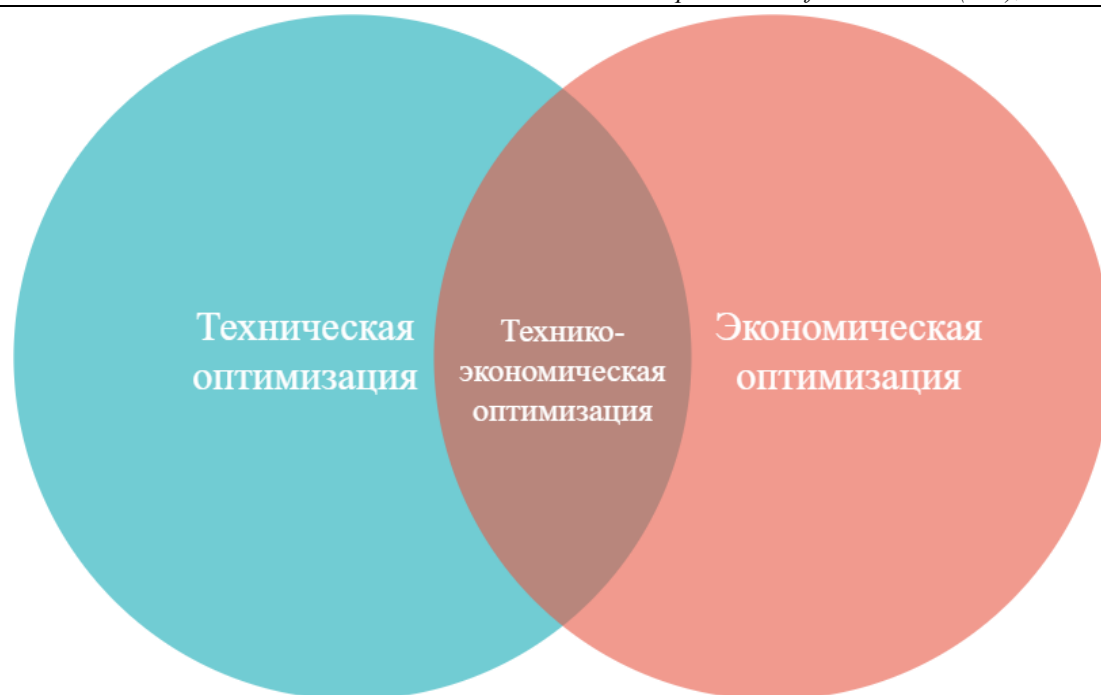 Техническая
оптимизация
Технико-
экономическая
оптимизация
Экономическая
оптимизация